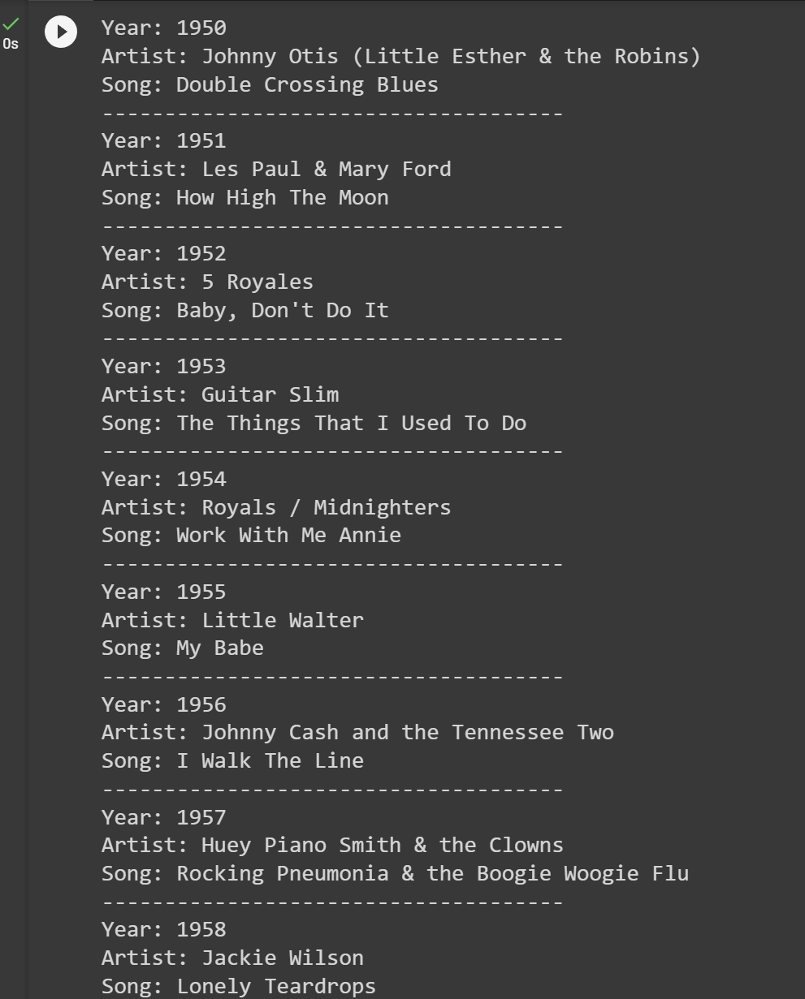 0s
Year: 1950
Artist: Johnny Otis (Little Esther & the Robins)
Song: Double Crossing Blues
-------------------------------------
Year: 1951
Artist: Les Paul & Mary Ford
Song: How High The Moon
-------------------------------------
Year: 1952
Artist: 5 Royales
Song: Baby, Don't Do It
-------------------------------------
Year: 1953
Artist: Guitar Slim
Song: The Things That I Used To Do
-------------------------------------
Year: 1954
Artist: Royals / Midnighters
Song: Work With Me Annie
-------------------------------------
Year: 1955
Artist: Little Walter
Song: My Babe
-------------------------------------
Year: 1956
Artist: Johnny Cash and the Tennessee Two
Song: I Walk The Line
-------------------------------------
Year: 1957
Artist: Huey Piano Smith & the Clowns
Song: Rocking Pneumonia & the Boogie Woogie Flu
-------------------------------------
Year: 1958
Artist: Jackie Wilson
Song: Lonely Teardrops